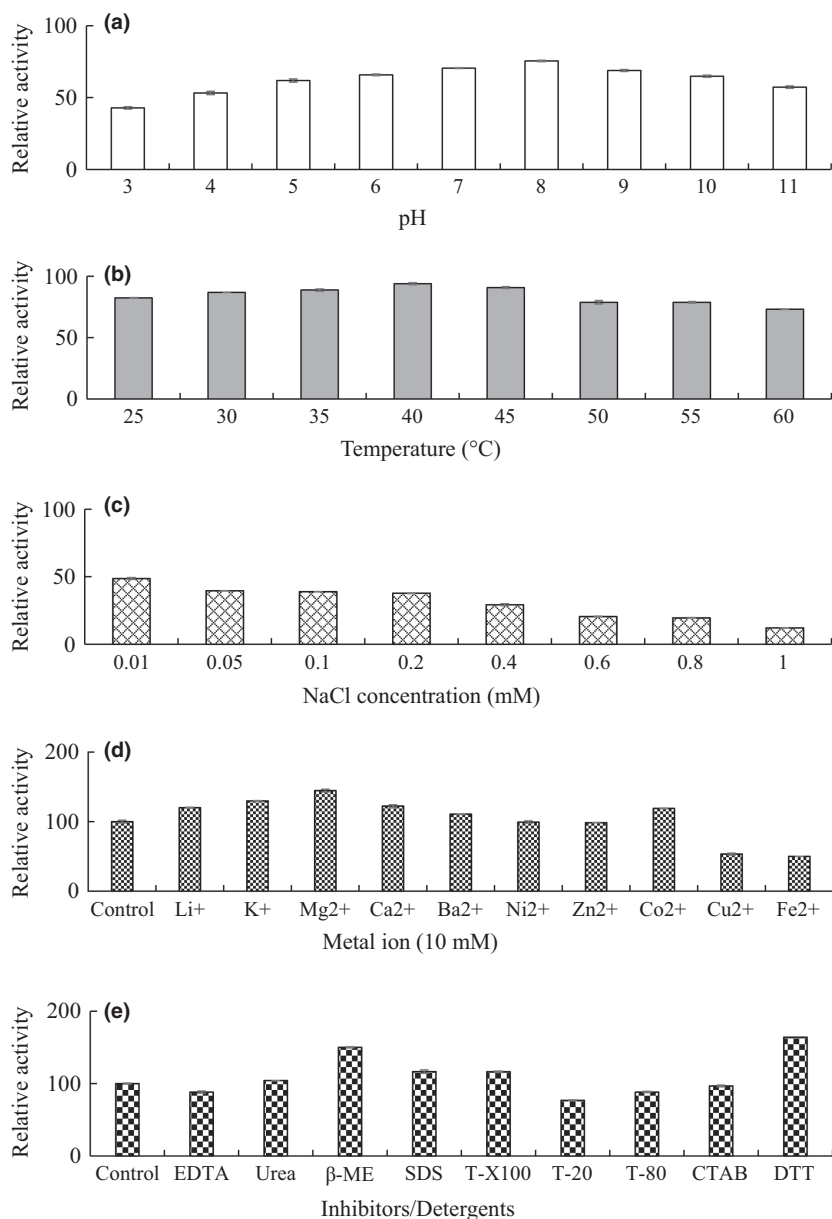 (a)
Relative activity
100
50
0
3 4 5 6 7 8 9 10 11
pH
(b)
Relative activity
100
50
0
25 30 35 40 45 50 55 60
Temperature (°C)
(c)
Relative activity
100
50
0
0.01 0.05 0.1 0.2 0.4 0.6 0.8 1
NaCl concentration (mM)
(d)
Relative activity
200
100
0
Control Li+ K+ Mg2+ Ca2+ Ba2+ Ni2+ Zn2+ Co2+ Cu2+ Fe2+
Metal ion (10 mM)
(e)
Relative activity
200
100
0
Control EDTA Urea β-ME SDS T-X100 T-20 T-80 CTAB DTT
Inhibitors/Detergents